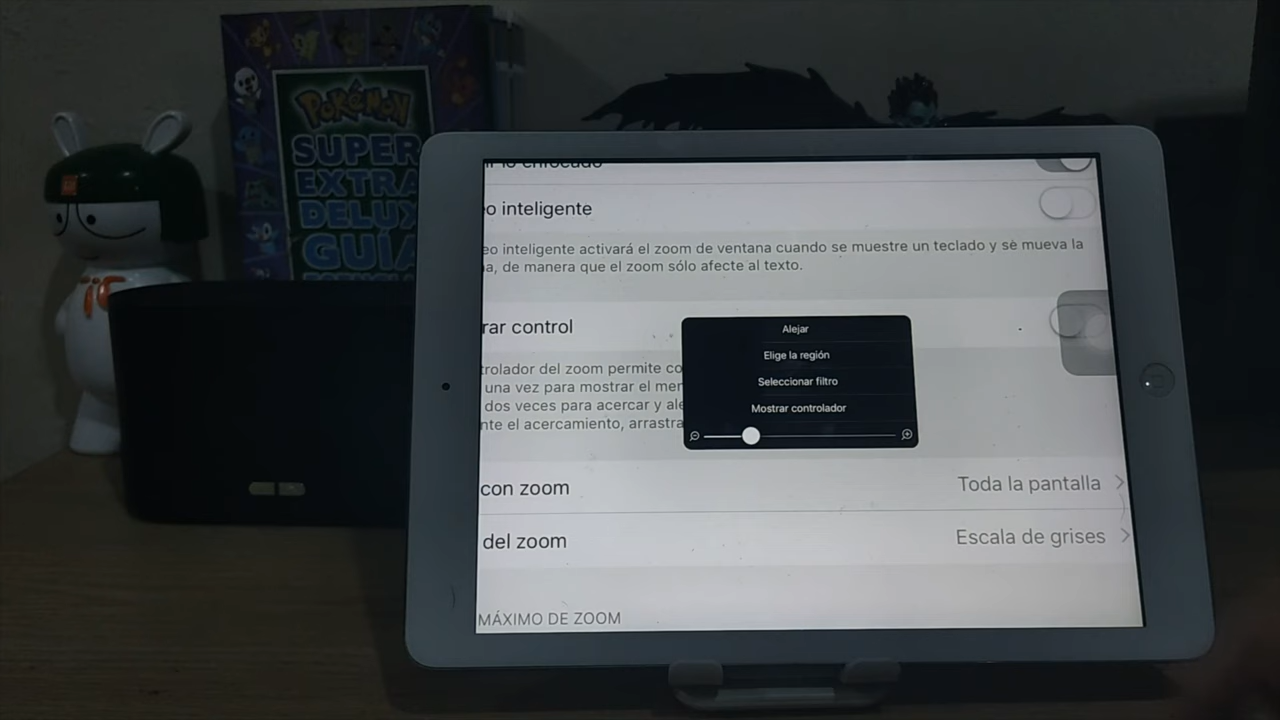 POKéMON
SUPER
EXTRA
DELUX
GUÍA
o inteligente
eo inteligente activará el zoom de ventana cuando se muestre un teclado y se mueva la
a, de manera que el zoom sólo afecte al texto.
rar control
trolador del zoom permite co
una vez para mostrar el men
dos veces para acercar y ale
nte el acercamiento, arrastra
Alejar
Elige la región
Seleccionar filtro
Mostrar controlador
con zoom
Toda la pantalla
del zoom
Escala de grises
MÁXIMO DE ZOOM